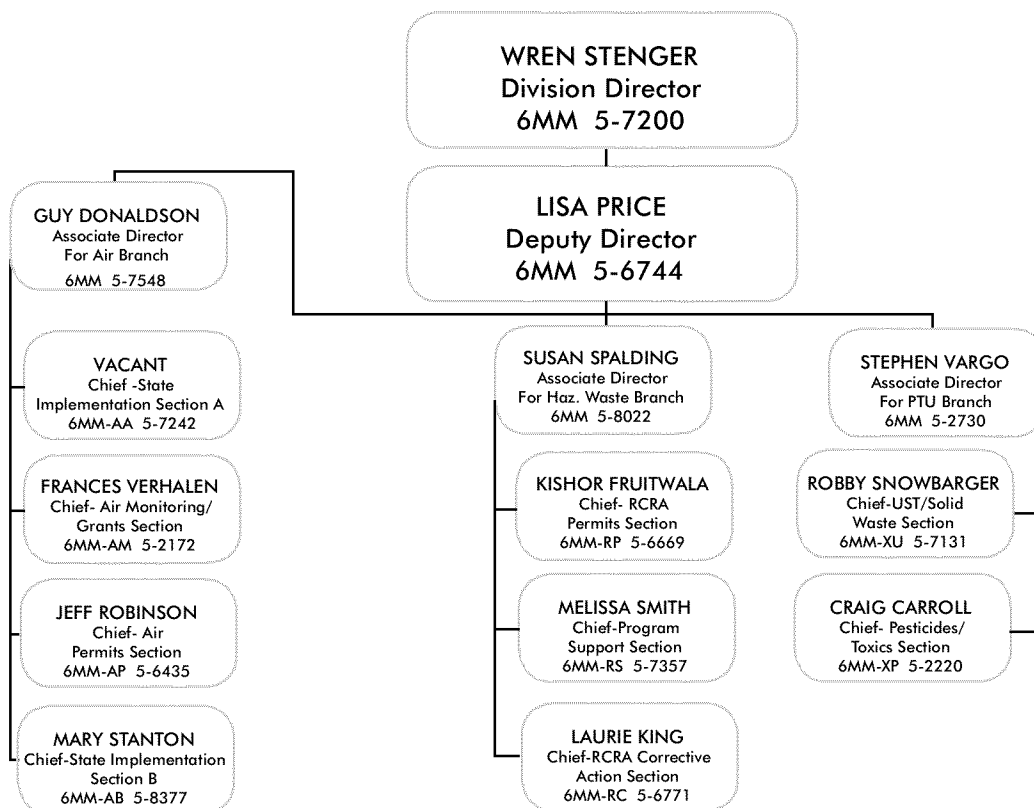 WREN STENGER
Division Director
6MM 5-7200
LISA PRICE
Deputy Director
6MM 5-6744
GUY DONALDSON
Associate Director
For Air Branch
6MM 5-7548
VACANT
Chief -State
Implementation Section A
6MM-AA 5-7242
FRANCES VERHALEN
Chief- Air Monitoring/
Grants Section
6MM-AM 5-2172
JEFF ROBINSON
Chief- Air
Permits Section
6MM-AP 5-6435
MARY STANTON
Chief-State Implementation
Section B
6MM-AB 5-8377
SUSAN SPALDING
Associate Director
For Haz. Waste Branch
6MM 5-8022
KISHOR FRUITWALA
Chief- RCRA
Permits Section
6MM-RP 5-6669
MELISSA SMITH
Chief-Program
Support Section
6MM-RS 5-7357
LAURIE KING
Chief-RCRA Corrective
Action Section
6MM-RC 5-6771
STEPHEN VARGO
Associate Director
For PTU Branch
6MM 5-2730
ROBBY SNOWBARGER
Chief-UST/Solid
Waste Section
6MM-XU 5-7131
CRAIG CARROLL
Chief- Pesticides/
Toxics Section
6MM-XP 5-2220